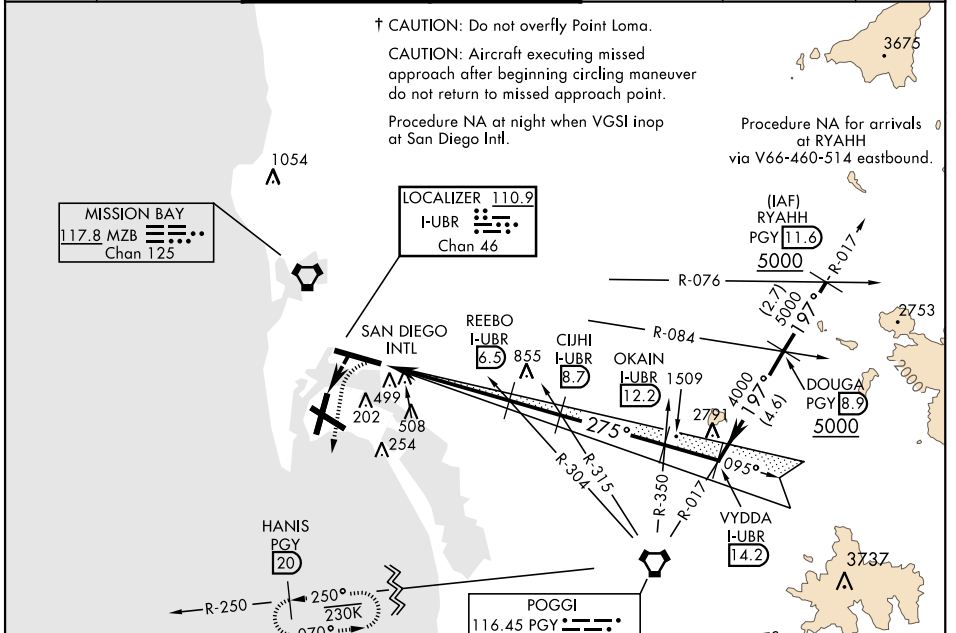 † CAUTION: Do not overfly Point Loma.
CAUTION: Aircraft executing missed
approach after beginning circling maneuver
do not return to missed approach point.
Procedure NA at night when VGSI inop
at San Diego Intl.
3675
Procedure NA for arrivals
at RYAHH
via V66-460-514 eastbound.
1054
MISSION BAY
117.8 MZB
Chan 125
LOCALIZER 110.9
I-UBR
Chan 46
(IAF)
RYAHH
PGY 11.6
5000
R-017
R-076
(2.7)
5000
197°
2753
2000
R-084
SAN DIEGO
INTL
REEBO
I-UBR
6.5
855
CIJHI
I-UBR
8.7
OKAIN
I-UBR
12.2
1509
2791
4000
197°
(4.6)
DOUGA
PGY 8.9
5000
499
202
508
254
275°
095°
R-304
R-315
R-350
R-017
VYDDA
I-UBR
14.2
HANIS
PGY
20
R-250
250°
230K
070°
3737
POGGI
116.45 PGY